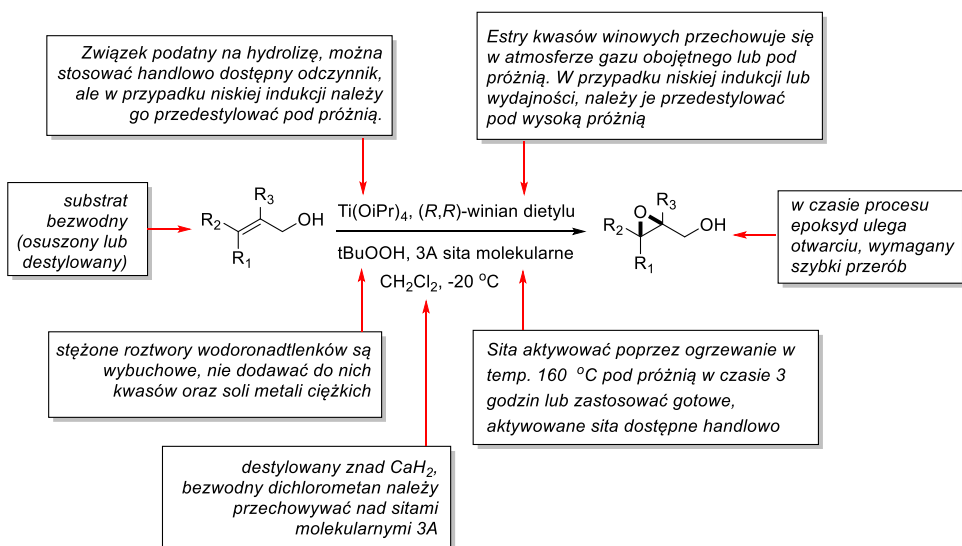 Związek podatny na hydrolizę, można
stosować handlowo dostępny odczynnik,
ale w przypadku niskiej indukcji należy
go przedestylować pod próżnią.
Estry kwasów winowych przechowuje się
w atmosferze gazu obojętnego lub pod
próżnią. W przypadku niskiej indukcji lub
wydajności, należy je przedestylować
pod wysoką próżnią
substrat
bezwodny
(osuszony lub
destylowany)
R2
R3
OH
R1
Ti(OiPr)4, (R,R)-winian dietylu
tBuOOH, 3A sita molekularne
CH2Cl2, -20 °C
O
R3
R2
OH
R1
w czasie procesu
epoksyd ulega
otwarciu, wymagany
szybki przerób
stężone roztwory wodoronadtlenków są
wybuchowe, nie dodawać do nich
kwasów oraz soli metali ciężkich
Sita aktywować poprzez ogrzewanie w
temp. 160 °C pod próżnią w czasie 3
godzin lub zastosować gotowe,
aktywowane sita dostępne handlowo
destylowany znad CaH2,
bezwodny dichlorometan należy
przechowywać nad sitami
molekularnymi 3A